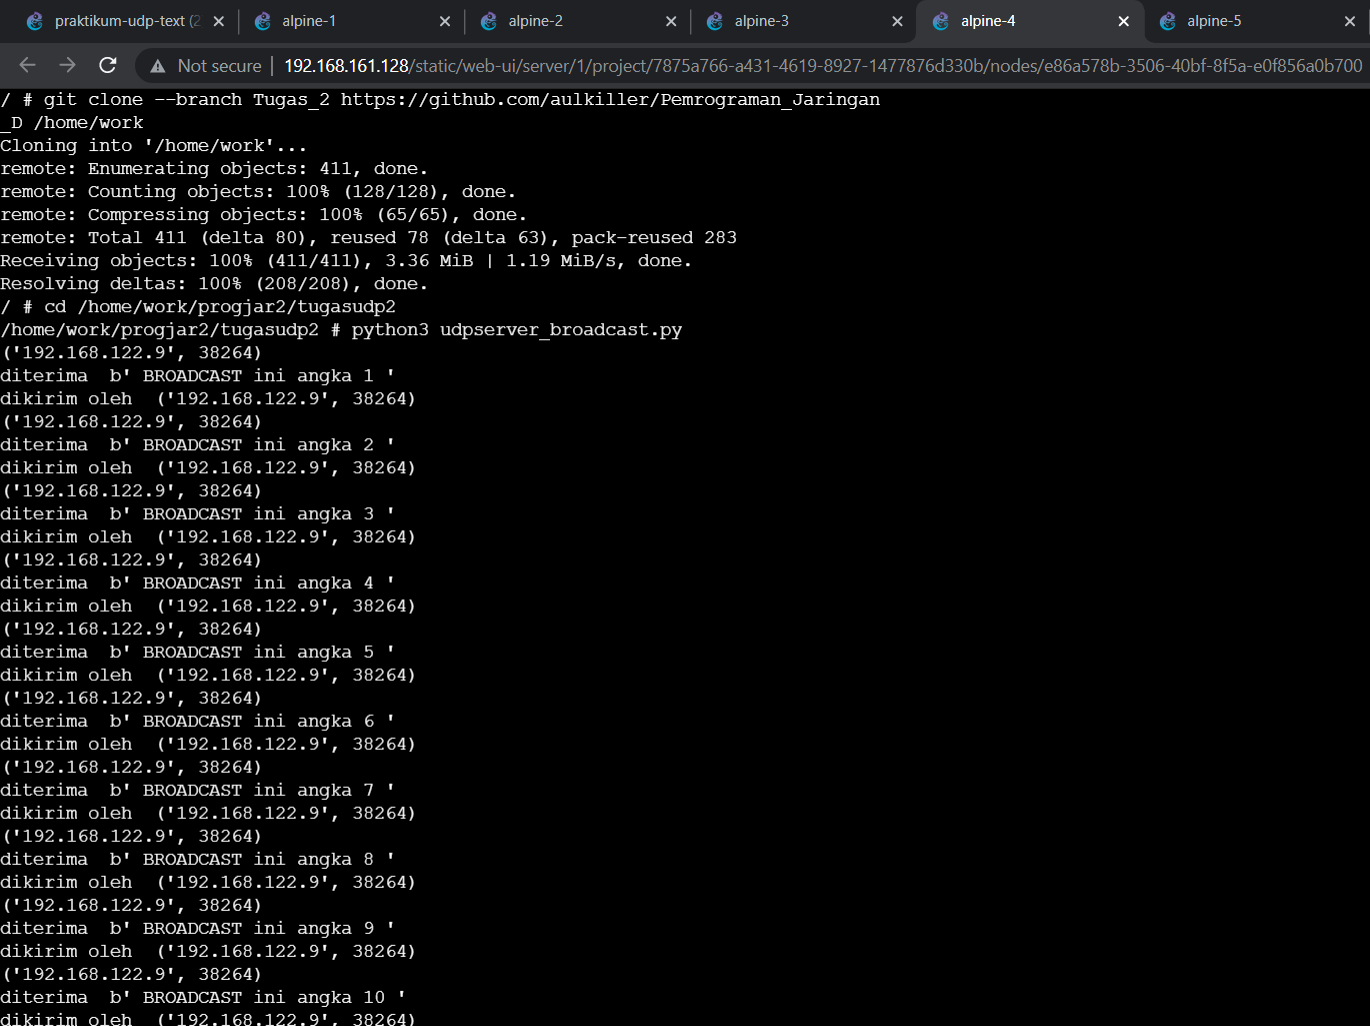 praktikum-udp-text (2
alpine-1
alpine-2
alpine-3
alpine-4
alpine-5
Not secure | 192.168.161.128/static/web-ui/server/1/project/7875a766-a431-4619-8927-1477876d330b/nodes/e86a578b-3506-40bf-8f5a-e0f856a0b700
/ # git clone --branch Tugas_2 https://github.com/aulkiller/Pemrograman_Jaringan
_D /home/work
Cloning into '/home/work'...
remote: Enumerating objects: 411, done.
remote: Counting objects: 100% (128/128), done.
remote: Compressing objects: 100% (65/65), done.
remote: Total 411 (delta 80), reused 78 (delta 63), pack-reused 283
Receiving objects: 100% (411/411), 3.36 MiB | 1.19 MiB/s, done.
Resolving deltas: 100% (208/208), done.
/ # cd /home/work/progjar2/tugasudp2
/home/work/progjar2/tugasudp2 # python3 udpserver_broadcast.py
('192.168.122.9', 38264)
diterima  b' BROADCAST ini angka 1 '
dikirim oleh  ('192.168.122.9', 38264)
('192.168.122.9', 38264)
diterima  b' BROADCAST ini angka 2 '
dikirim oleh  ('192.168.122.9', 38264)
('192.168.122.9', 38264)
diterima  b' BROADCAST ini angka 3 '
dikirim oleh  ('192.168.122.9', 38264)
('192.168.122.9', 38264)
diterima  b' BROADCAST ini angka 4 '
dikirim oleh  ('192.168.122.9', 38264)
('192.168.122.9', 38264)
diterima  b' BROADCAST ini angka 5 '
dikirim oleh  ('192.168.122.9', 38264)
('192.168.122.9', 38264)
diterima  b' BROADCAST ini angka 6 '
dikirim oleh  ('192.168.122.9', 38264)
('192.168.122.9', 38264)
diterima  b' BROADCAST ini angka 7 '
dikirim oleh  ('192.168.122.9', 38264)
('192.168.122.9', 38264)
diterima  b' BROADCAST ini angka 8 '
dikirim oleh  ('192.168.122.9', 38264)
('192.168.122.9', 38264)
diterima  b' BROADCAST ini angka 9 '
dikirim oleh  ('192.168.122.9', 38264)
('192.168.122.9', 38264)
diterima  b' BROADCAST ini angka 10 '
dikirim oleh  ('192.168.122.9', 38264)